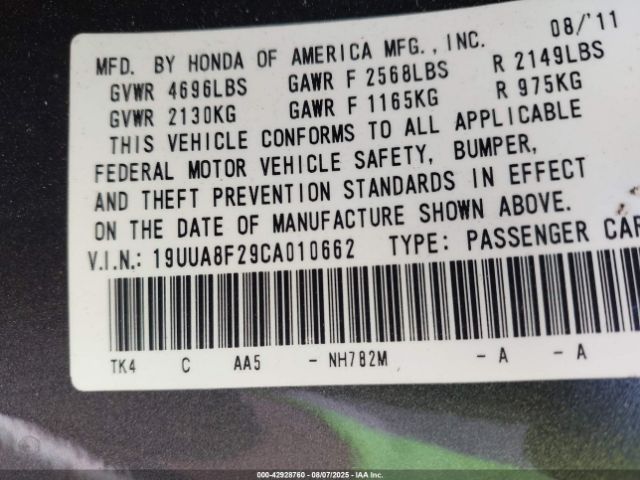 MFD. BY HONDA OF AMERICA MFG., INC. 08/'11
GVWR 4696LBS GAWR F 2568LBS R 2149LBS
GVWR 2130KG GAWR F 1165KG R 975KG
THIS VEHICLE CONFORMS TO ALL APPLICABLE
FEDERAL MOTOR VEHICLE SAFETY, BUMPER,
AND THEFT PREVENTION STANDARDS IN EFFECT
ON THE DATE OF MANUFACTURE SHOWN ABOVE.
V.I.N.: 19UUA8F29CA010662 TYPE: PASSENGER CAR
TK4 C AA5 - NH782M - A - A
000-42928760 - 08/07/2025 - IAA Inc.